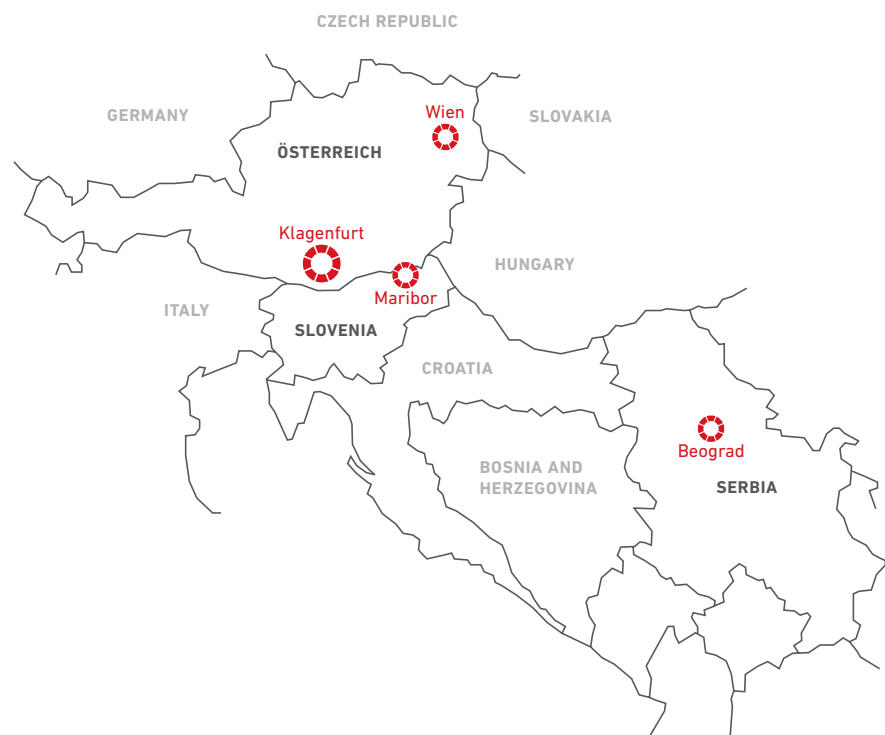 CZECH REPUBLIC
GERMANY
Wien
SLOVAKIA
ÖSTERREICH
Klagenfurt
HUNGARY
Maribor
ITALY
SLOVENIA
CROATIA
Beograd
BOSNIA AND
HERZEGOVINA
SERBIA